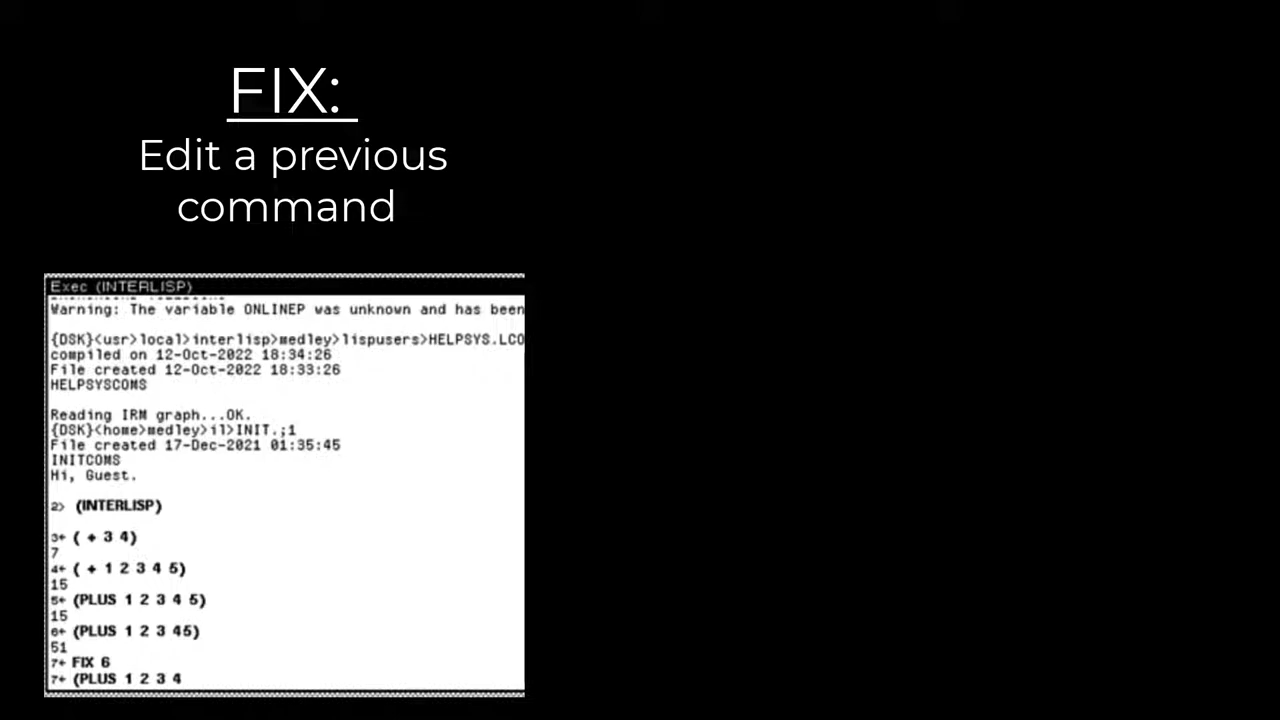 FIX:
Edit a previous
command
Exec (INTERLISP)
Warning: The variable ONLINEP was unknown and has been
{DSK}<usr>local>interlisp>medley>lispusers>HELPSYS.LCO
compiled on 12-Oct-2022 18:34:26
File created 12-Oct-2022 18:33:26
HELPSYSCOMS
Reading IRM graph...OK.
{DSK}<home>medley>il>INIT.;1
File created 17-Dec-2021 01:35:45
INITCOMS
Hi, Guest.
2> (INTERLISP)
3← ( + 3 4)
7
4← ( + 1 2 3 4 5)
15
5← (PLUS 1 2 3 4 5)
15
6← (PLUS 1 2 3 45)
51
7← FIX 6
7← (PLUS 1 2 3 4